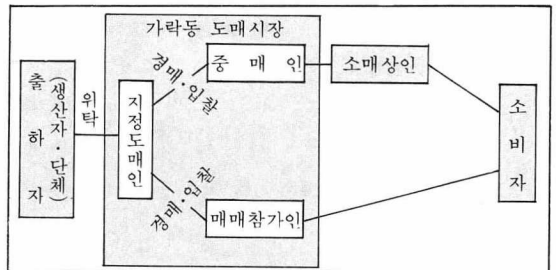 가락동 도매시장
출하자
(생산자·단체)
위탁
지정도매인
경매·입찰
중매인
소매상인
경매·입찰
매매참가인
소비자